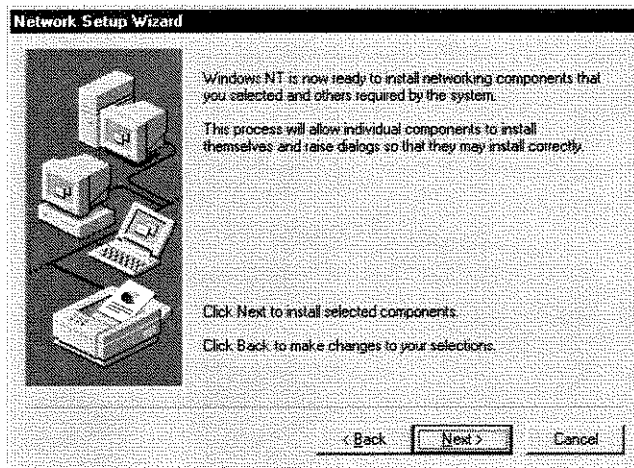 Network Setup Wizard
Windows NT is now ready to install networking components that
you selected and others required by the system.
This process will allow individual components to install
themselves and raise dialogs so that they may install correctly.
Click Next to install selected components.
Click Back to make changes to your selections.
< Back
Next >
Cancel